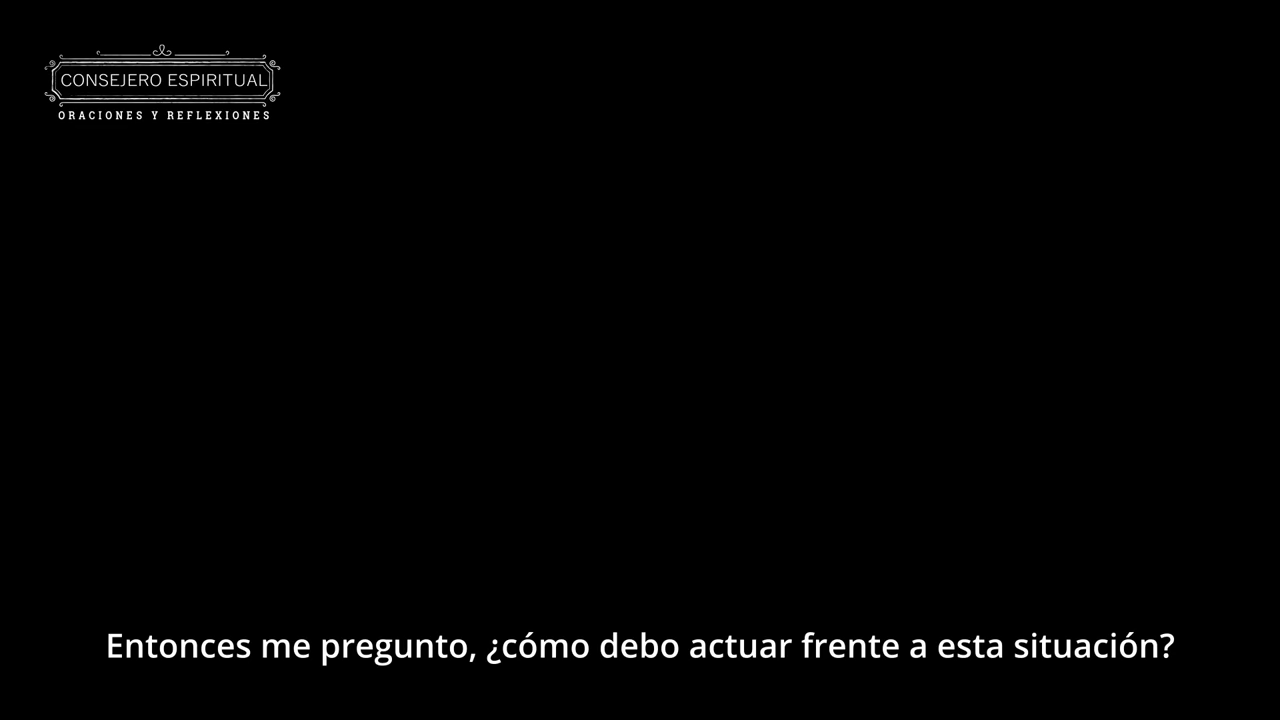 CONSEJERO ESPIRITUAL
ORACIONES Y REFLEXIONES
Entonces me pregunto, ¿cómo debo actuar frente a esta situación?